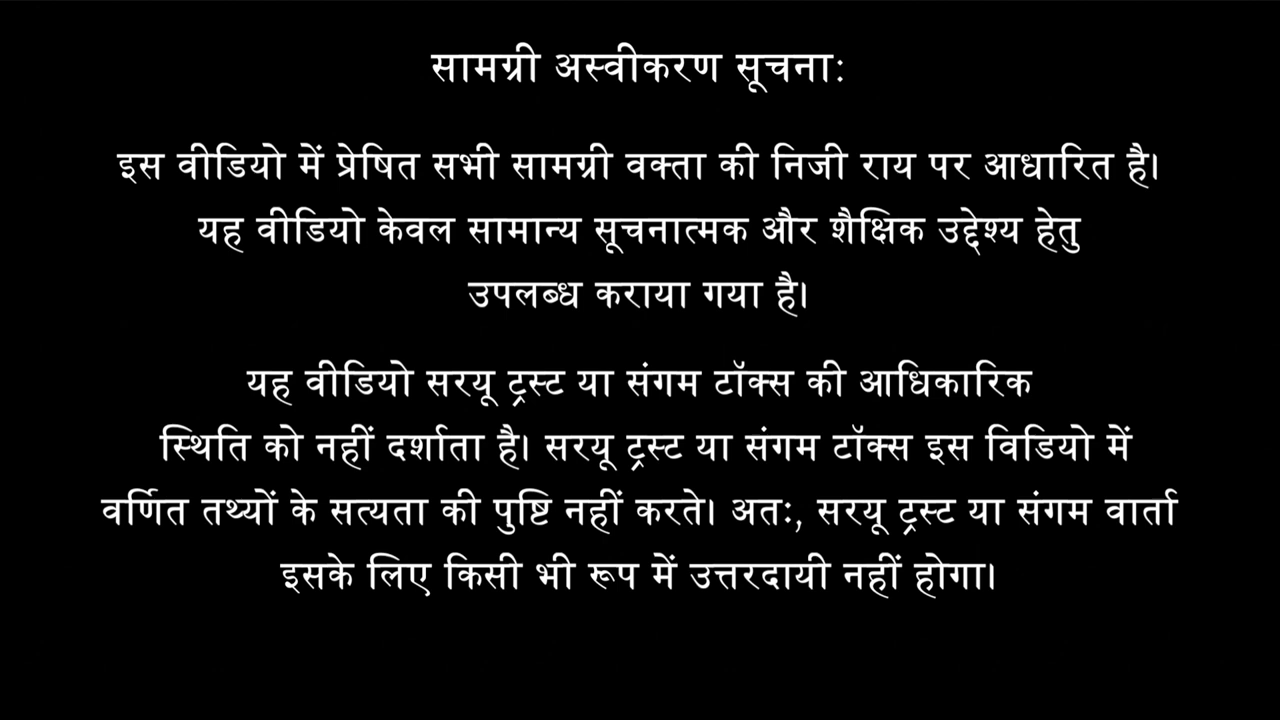 सामग्री अस्वीकरण सूचना:
इस वीडियो में प्रेषित सभी सामग्री वक्ता की निजी राय पर आधारित है।
यह वीडियो केवल सामान्य सूचनात्मक और शैक्षिक उद्देश्य हेतु
उपलब्ध कराया गया है।
यह वीडियो सरयू ट्रस्ट या संगम टॉक्स की आधिकारिक
स्थिति को नहीं दर्शाता है। सरयू ट्रस्ट या संगम टॉक्स इस विडियो में
वर्णित तथ्यों के सत्यता की पुष्टि नहीं करते। अतः, सरयू ट्रस्ट या संगम वार्ता
इसके लिए किसी भी रूप में उत्तरदायी नहीं होगा।